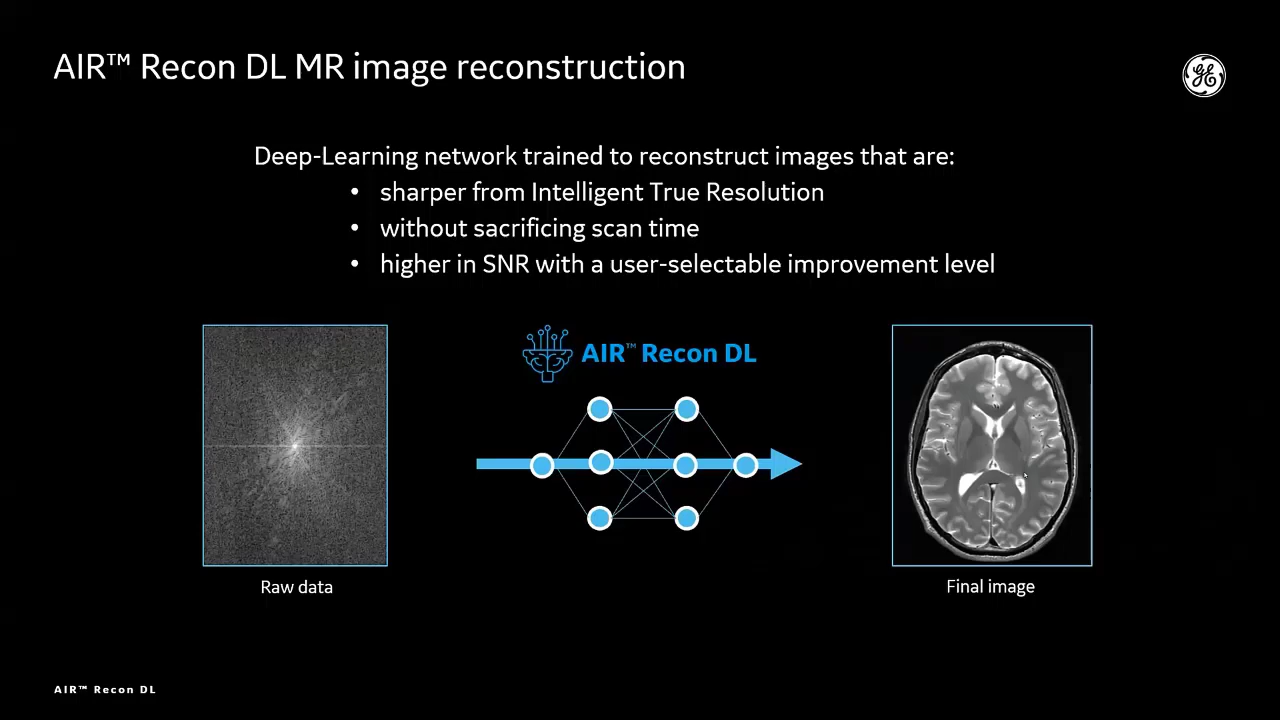 AIR™ Recon DL MR image reconstruction
GE
Deep-Learning network trained to reconstruct images that are:
• sharper from Intelligent True Resolution
• without sacrificing scan time
• higher in SNR with a user-selectable improvement level
AIR™ Recon DL
Raw data
Final image
AIR™ Recon DL